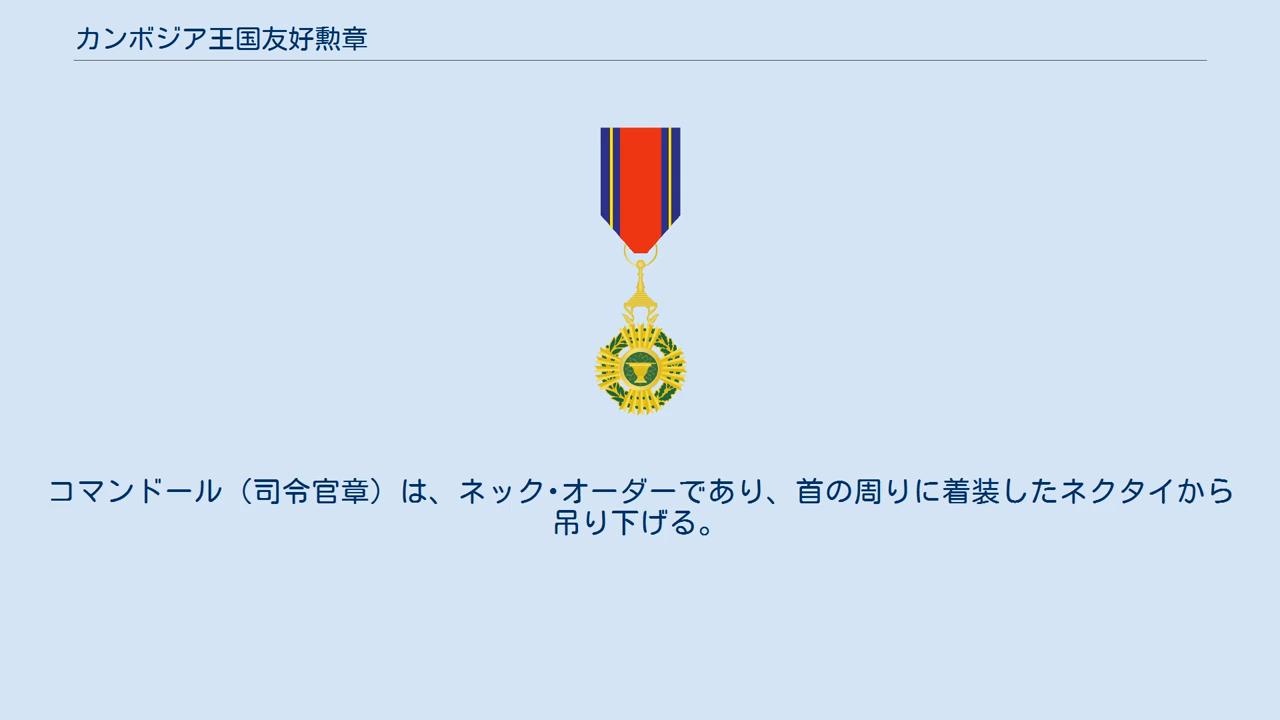 カンボジア王国友好勲章
コマンドール（司令官章）は、ネック・オーダーであり、首の周りに着装したネクタイから
吊り下げる。